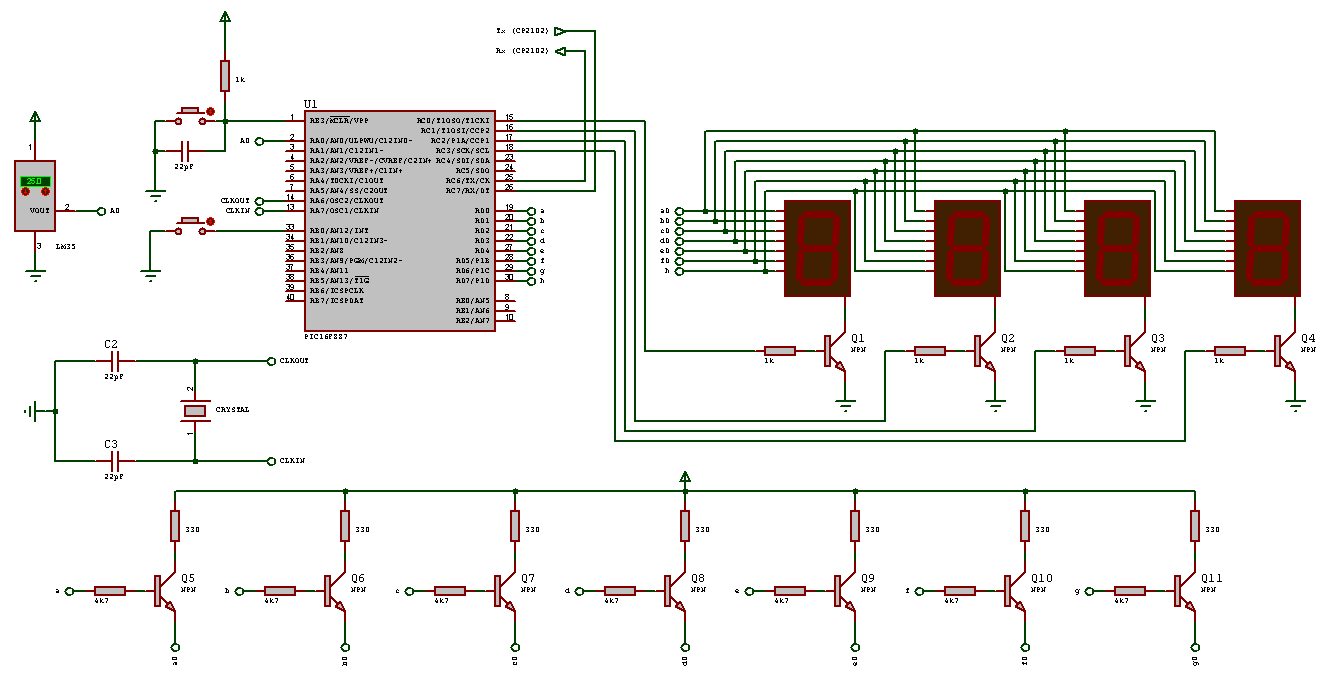 Tx (CP2102)
Rx (CP2102)
1k
22pF
U1
1 RE3/MCLR/VPP
2 RA0/AN0/ULPWU/C12IN0-
3 RA1/AN1/C12IN1-
4 RA2/AN2/VREF-/CVREF/C2IN+
5 RA3/AN3/VREF+/C1IN+
6 RA4/T0CKI/C1OUT
7 RA5/AN4/SS/C2OUT
14 RA6/OSC2/CLKOUT
13 RA7/OSC1/CLKIN
33 RB0/AN12/INT
34 RB1/AN10/C12IN3-
35 RB2/AN8
36 RB3/AN9/PGM/C12IN2-
37 RB4/AN11
38 RB5/AN13/T1G
39 RB6/ICSPCLK
40 RB7/ICSPDAT
RC0/T1OSO/T1CKI 15
RC1/T1OSI/CCP2 16
RC2/P1A/CCP1 17
RC3/SCK/SCL 18
RC4/SDI/SDA 23
RC5/SDO 24
RC6/TX/CK 25
RC7/RX/DT 26
RD0 19 a
RD1 20 b
RD2 21 c
RD3 22 d
RD4 27 e
RD5/P1B 28 f
RD6/P1C 29 g
RD7/P1D 30 h
RE0/AN5 8
RE1/AN6 9
RE2/AN7 10
PIC16F887
A0
CLKOUT
CLKIN
1
25.0
VOUT
2
A0
3
LM35
a0
b0
c0
d0
e0
f0
h
1k
Q1
NPN
1k
Q2
NPN
1k
Q3
NPN
1k
Q4
NPN
C2
22pF
CLKOUT
2
CRYSTAL
1
C3
22pF
CLKIN
330
330
330
330
330
330
330
a
4k7
Q5
NPN
b
4k7
Q6
NPN
c
4k7
Q7
NPN
d
4k7
Q8
NPN
e
4k7
Q9
NPN
f
4k7
Q10
NPN
g
4k7
Q11
NPN
a0
b0
c0
d0
e0
f0
g0